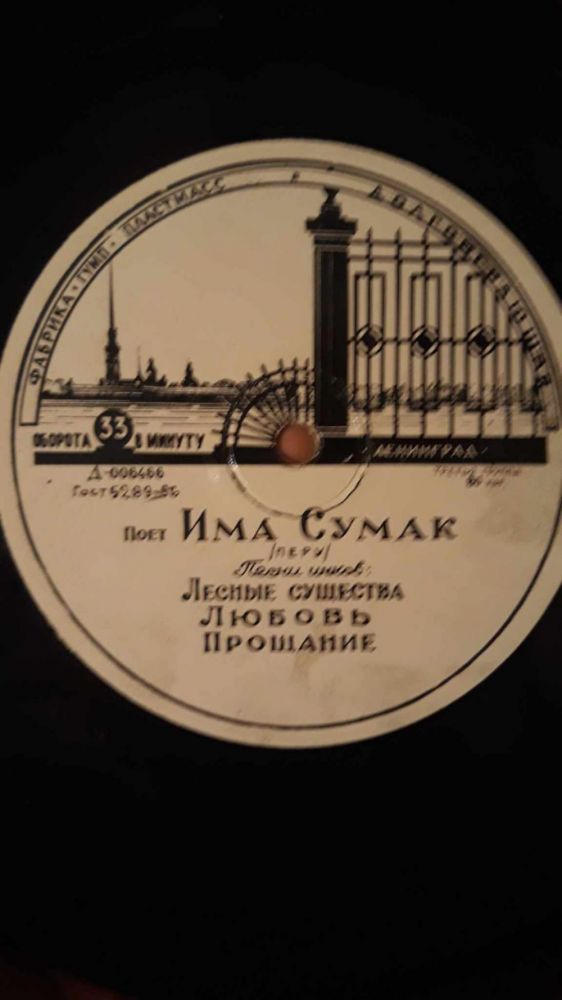 ФАБРИКА · ГУМП · ПЛАСТМАСС
ДОЛГОИГРАЮЩАЯ
ОБОРОТА 33 В МИНУТУ
ЛЕНИНГРАД
Д-006466
Гост 5289-56
Поет ИМА СУМАК
/ПЕРУ/
Песни инков:
ЛЕСНЫЕ СУЩЕСТВА
ЛЮБОВЬ
ПРОЩАНИЕ